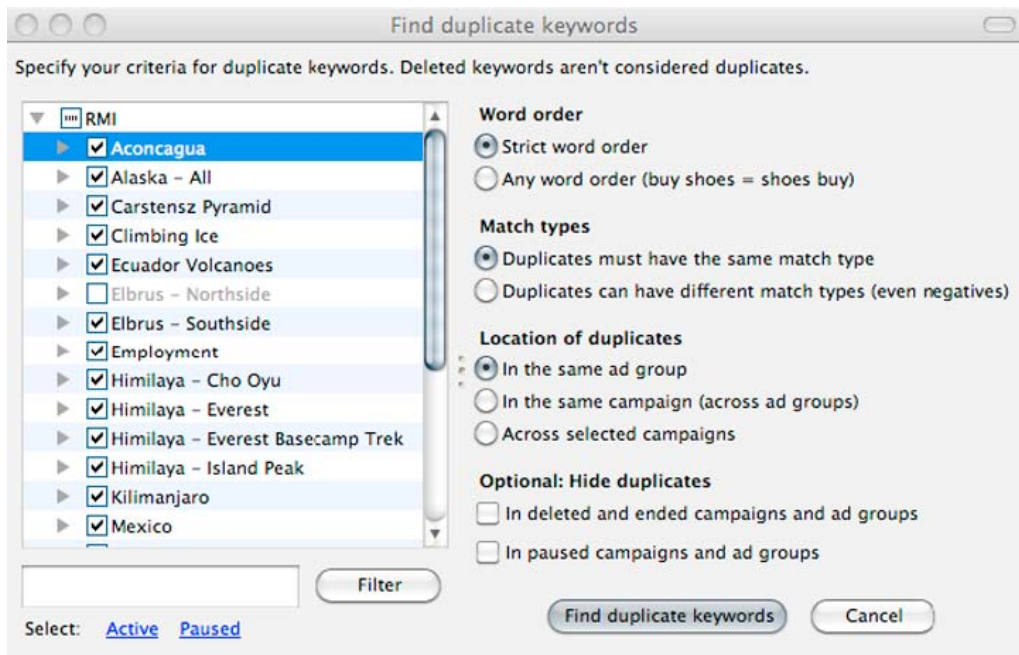 Find duplicate keywords
Specify your criteria for duplicate keywords. Deleted keywords aren't considered duplicates.
RMI
Aconcagua
Alaska – All
Carstensz Pyramid
Climbing Ice
Ecuador Volcanoes
Elbrus – Northside
Elbrus – Southside
Employment
Himilaya – Cho Oyu
Himilaya – Everest
Himilaya – Everest Basecamp Trek
Himilaya – Island Peak
Kilimanjaro
Mexico
Filter
Select: Active Paused
Word order
Strict word order
Any word order (buy shoes = shoes buy)
Match types
Duplicates must have the same match type
Duplicates can have different match types (even negatives)
Location of duplicates
In the same ad group
In the same campaign (across ad groups)
Across selected campaigns
Optional: Hide duplicates
In deleted and ended campaigns and ad groups
In paused campaigns and ad groups
Find duplicate keywords
Cancel